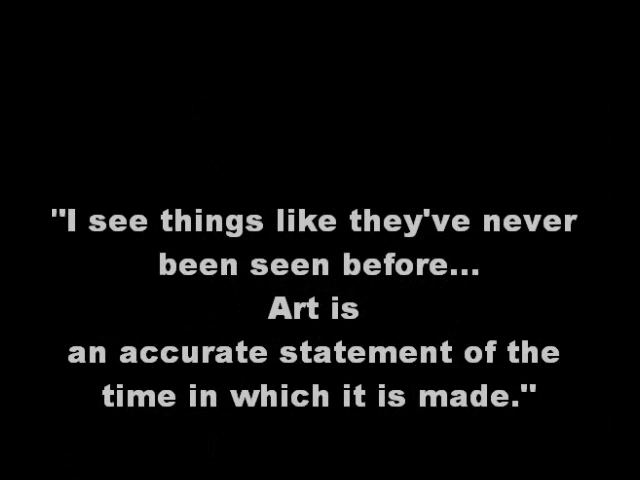 "I see things like they've never
been seen before...
Art is
an accurate statement of the
time in which it is made."